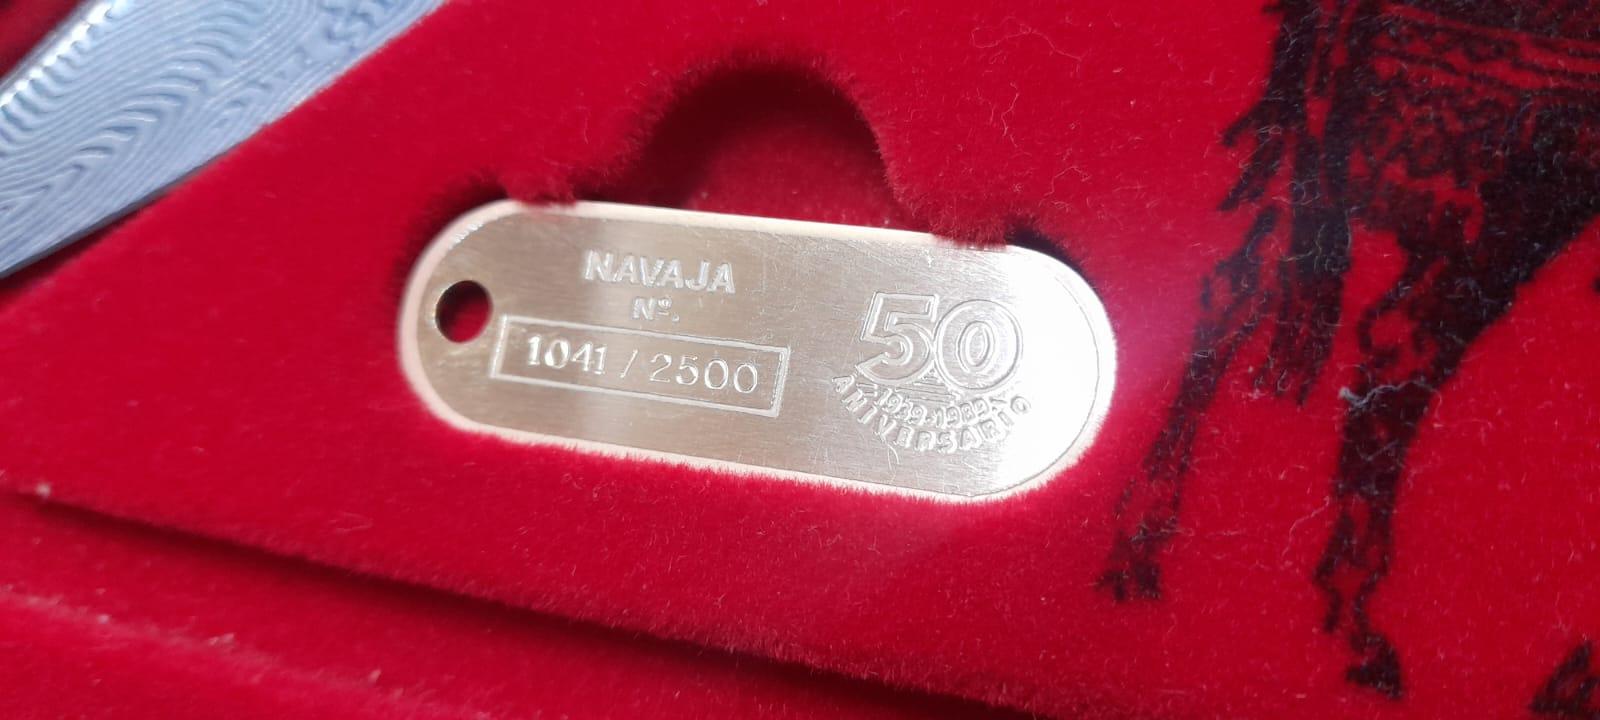 NAVAJA
Nº.
1041 / 2500
50
1939-1989
ANIVERSARIO